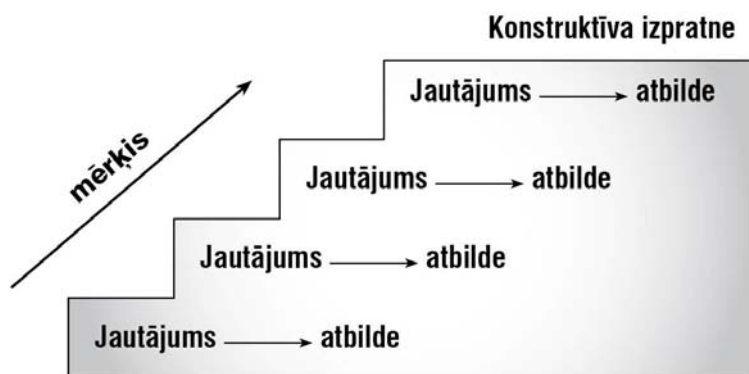 Konstruktīva izpratne
Jautājums atbilde
mērķis
Jautājums atbilde
Jautājums atbilde
Jautājums atbilde